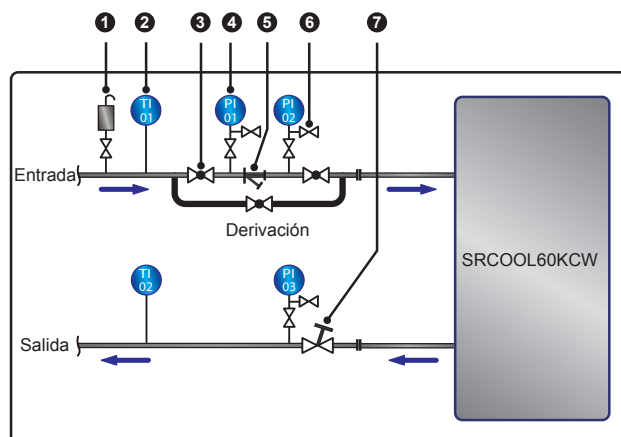 1 2 3 4 5 6 7
TI 01
PI 01
PI 02
Entrada
Derivación
SRCOOL60KCW
TI 02
PI 03
Salida